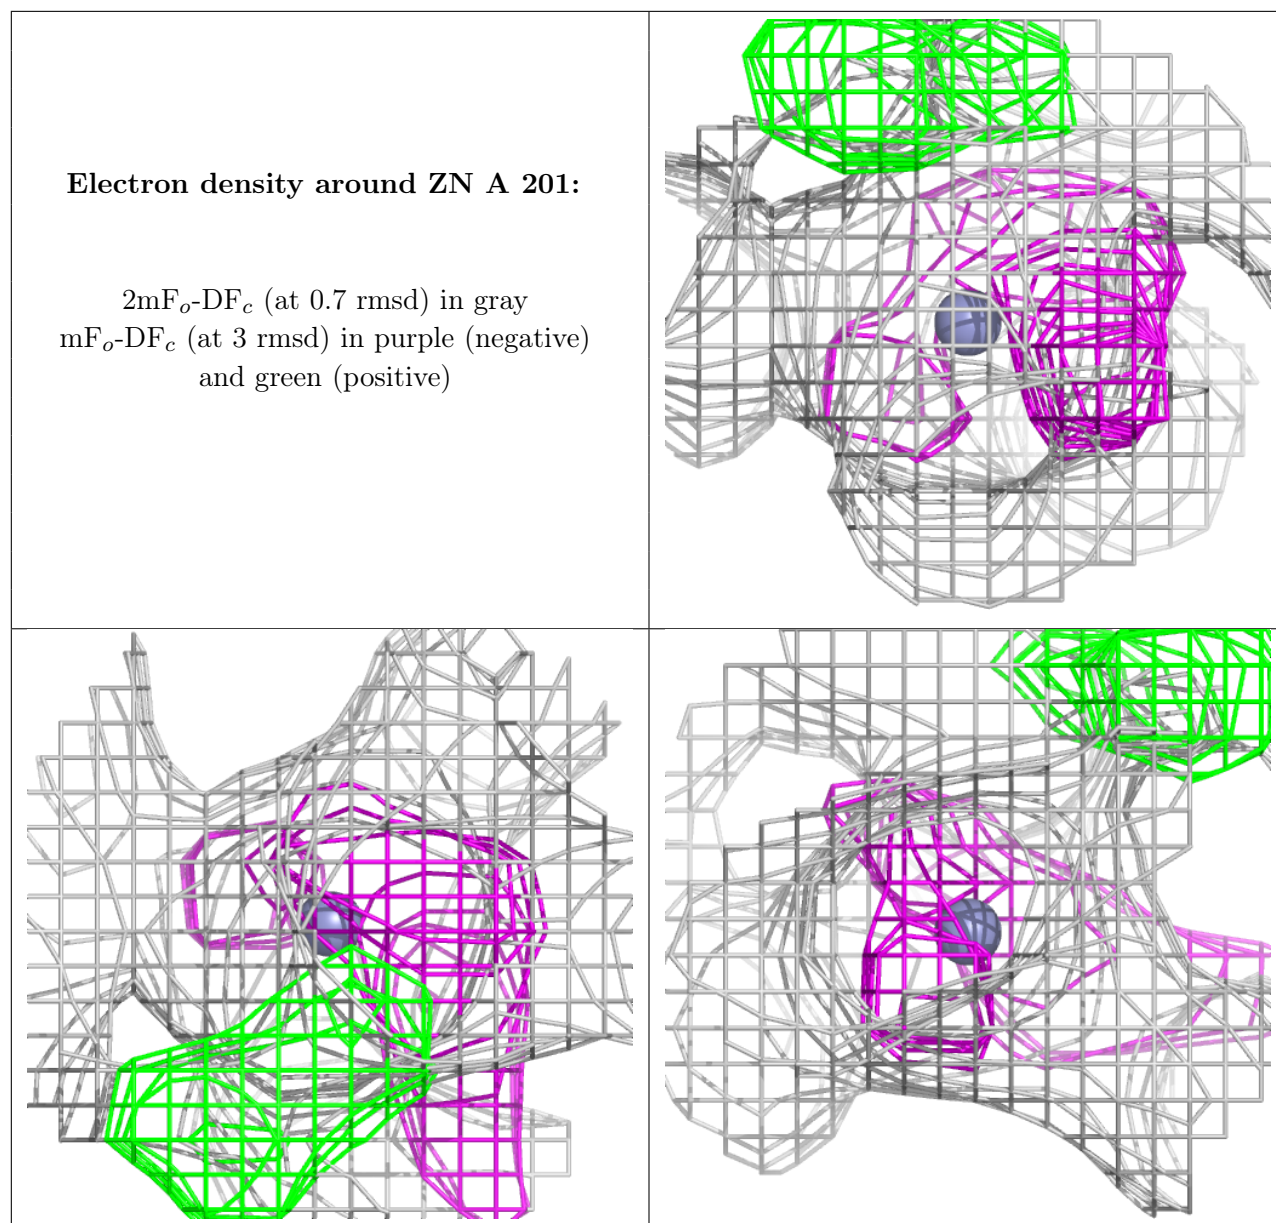 Electron density around ZN A 201:
2mFo-DFc (at 0.7 rmsd) in gray
mFo-DFc (at 3 rmsd) in purple (negative)
and green (positive)